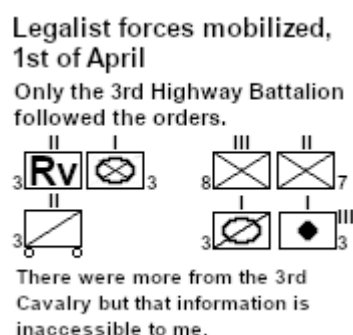 Legalist forces mobilized,
1st of April
Only the 3rd Highway Battalion
followed the orders.
II I III II
3 Rv 3 8 7
II I I III
3 3 3
There were more from the 3rd
Cavalry but that information is
inaccessible to me.